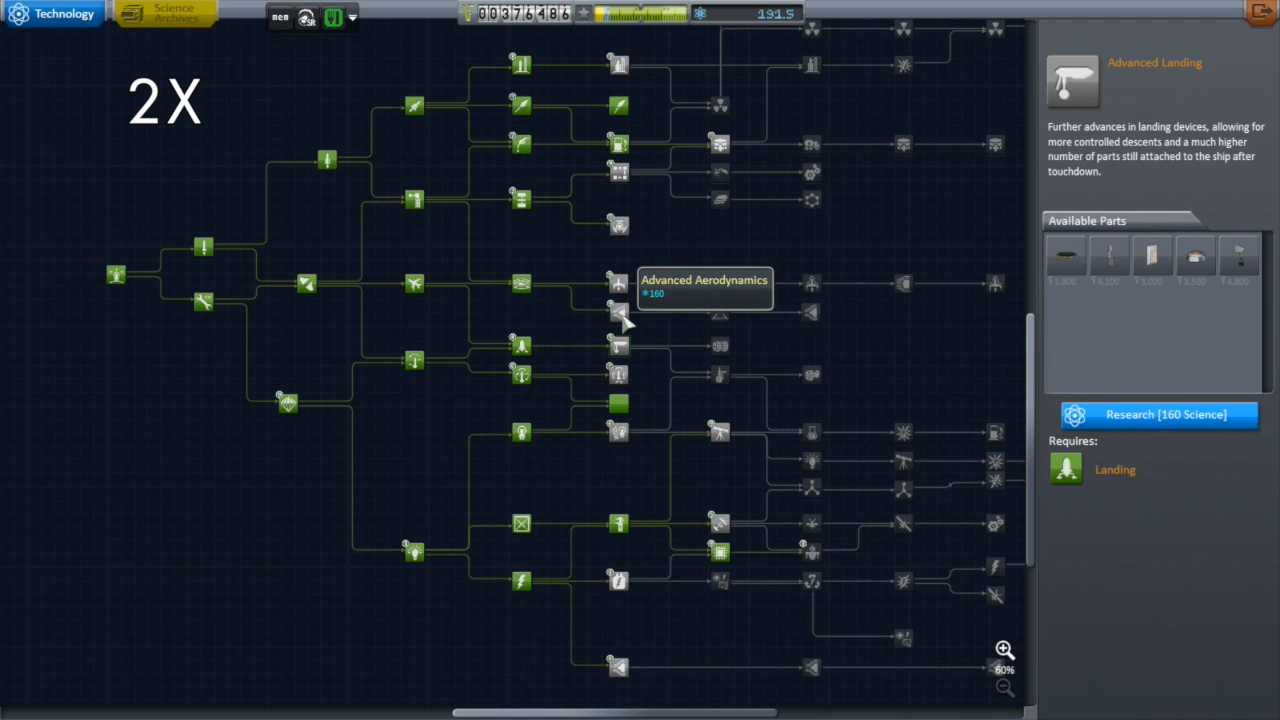 Technology
Science
Archives
mem
SR
00376486
191.5
2X
Advanced Landing
Further advances in landing devices, allowing for
more controlled descents and a much higher
number of parts still attached to the ship after
touchdown.
Available Parts
Advanced Aerodynamics
160
Research [160 Science]
Requires:
Landing
60%